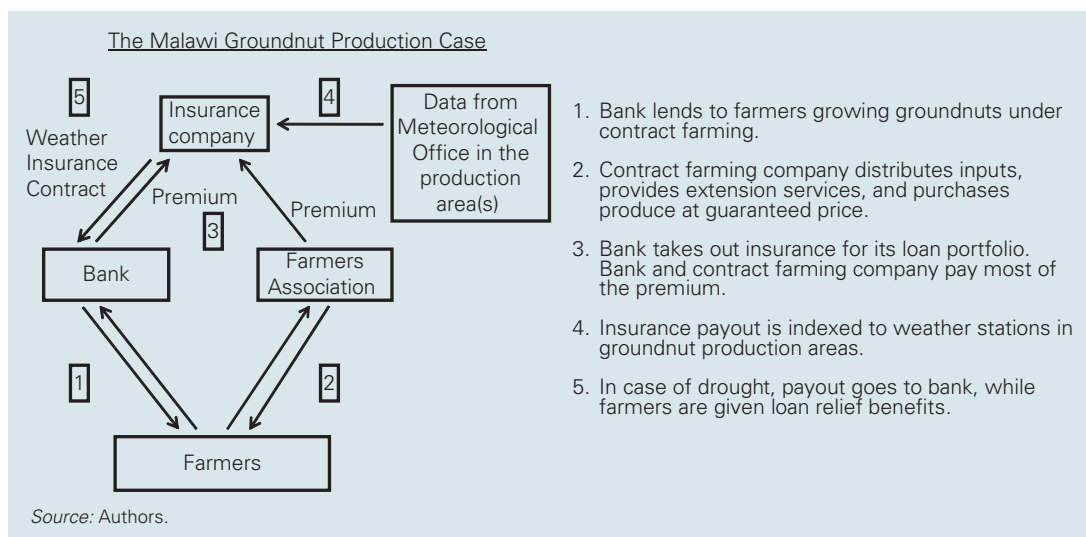 The Malawi Groundnut Production Case
5
Weather
Insurance
Contract
Insurance
company
4
Data from
Meteorological
Office in the
production
area(s)
Premium
3
Premium
Bank
Farmers
Association
1
2
Farmers
1. Bank lends to farmers growing groundnuts under
contract farming.
2. Contract farming company distributes inputs,
provides extension services, and purchases
produce at guaranteed price.
3. Bank takes out insurance for its loan portfolio.
Bank and contract farming company pay most of
the premium.
4. Insurance payout is indexed to weather stations in
groundnut production areas.
5. In case of drought, payout goes to bank, while
farmers are given loan relief benefits.
Source: Authors.